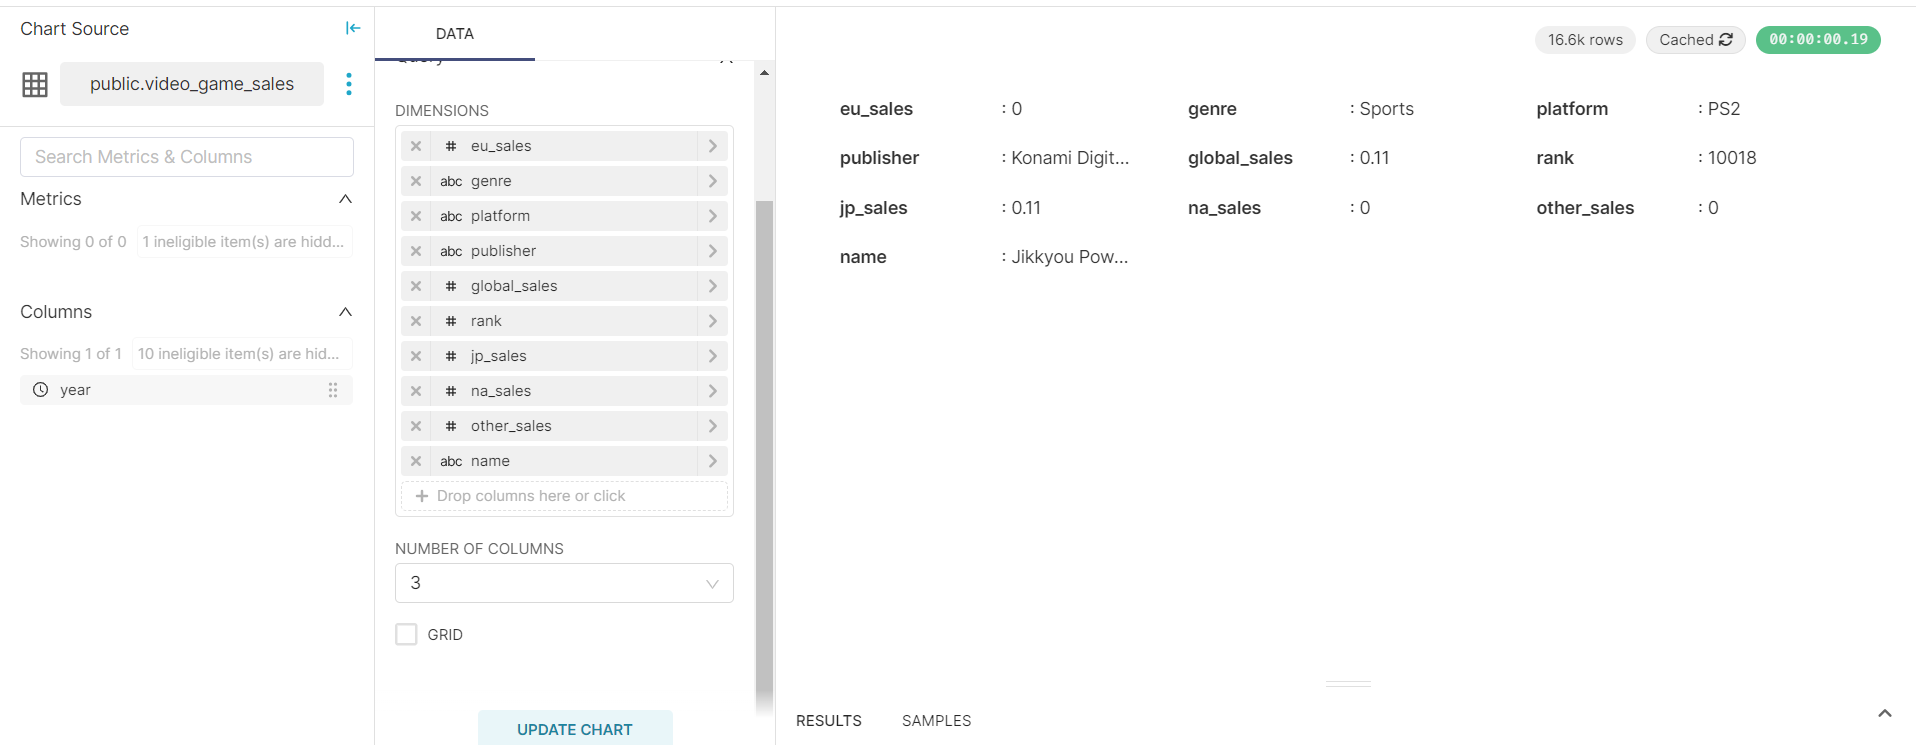 Chart Source
public.video_game_sales
Search Metrics & Columns
Metrics
Showing 0 of 0
1 ineligible item(s) are hidd...
Columns
Showing 1 of 1
10 ineligible item(s) are hid...
year
DATA
DIMENSIONS
# eu_sales
abc genre
abc platform
abc publisher
# global_sales
# rank
# jp_sales
# na_sales
# other_sales
abc name
+ Drop columns here or click
NUMBER OF COLUMNS
3
GRID
UPDATE CHART
16.6k rows
Cached
00:00:00.19
eu_sales : 0 genre : Sports platform : PS2
publisher : Konami Digit... global_sales : 0.11 rank : 10018
jp_sales : 0.11 na_sales : 0 other_sales : 0
name : Jikkyou Pow...
RESULTS SAMPLES